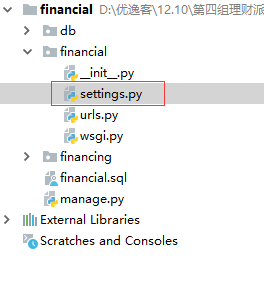 financial D:\优逸客\12.10\第四组理财派
db
financial
__init__.py
settings.py
urls.py
wsgi.py
financing
financial.sql
manage.py
External Libraries
Scratches and Consoles